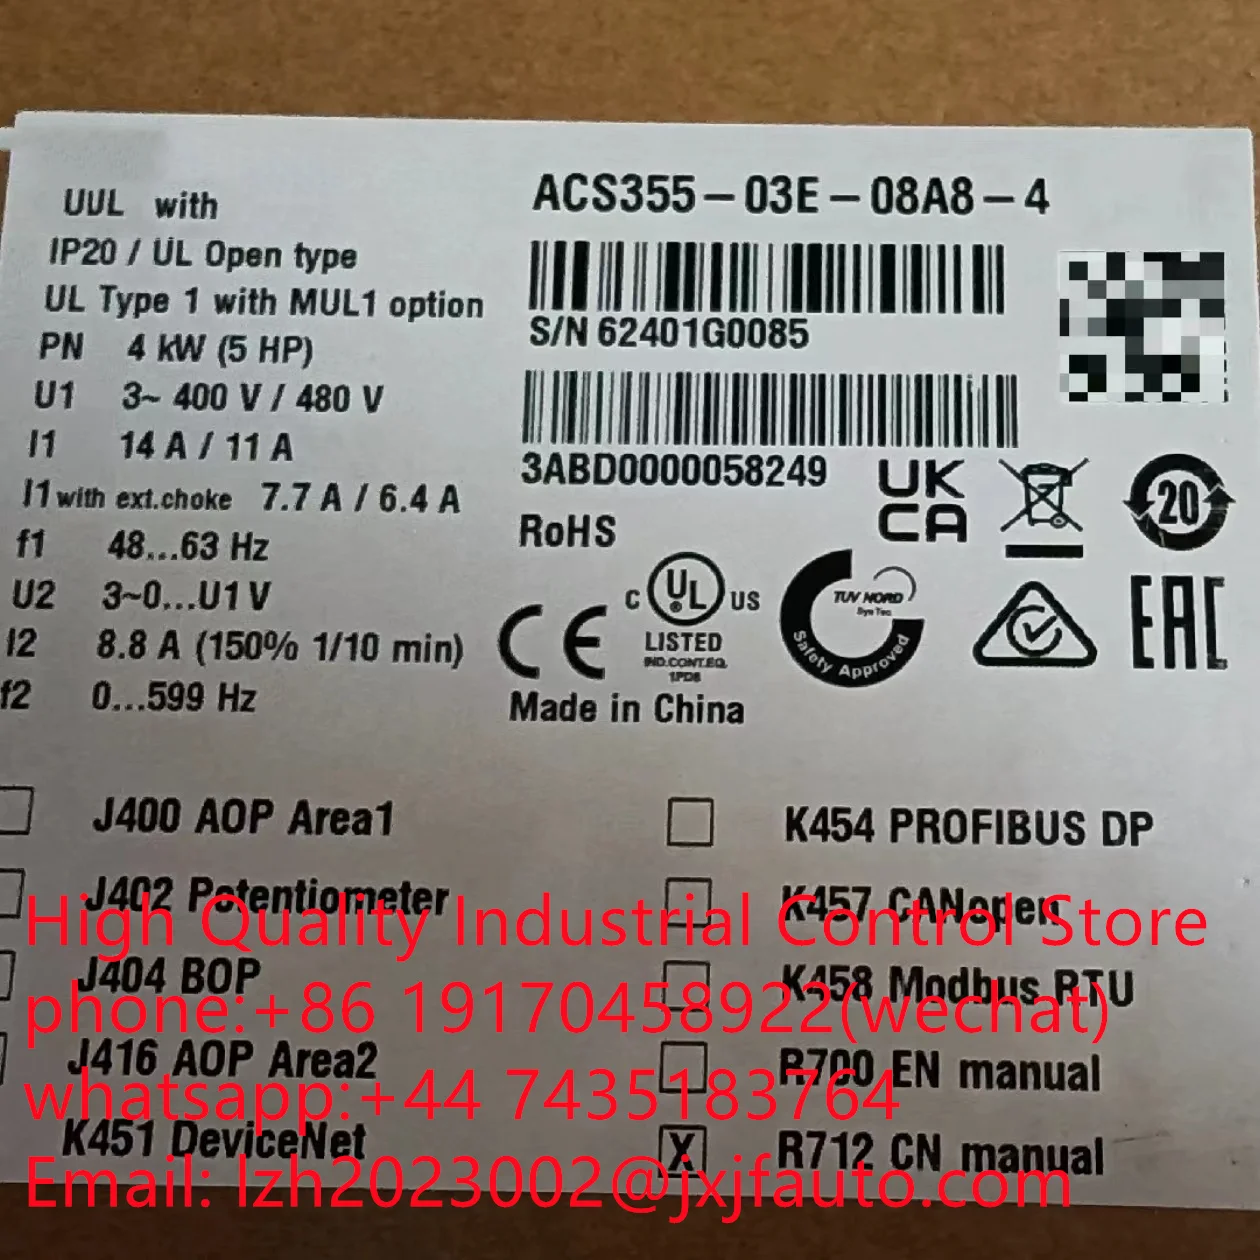 UUL with
IP20 / UL Open type
UL Type 1 with MUL1 option
PN 4 kW (5 HP)
U1 3~ 400 V / 480 V
I1 14 A / 11 A
I1 with ext.choke 7.7 A / 6.4 A
f1 48...63 Hz
U2 3~0...U1 V
I2 8.8 A (150% 1/10 min)
f2 0...599 Hz
ACS355-03E-08A8-4
S/N 62401G0085
3ABD0000058249
RoHS
UK
CA
20
CE
C UL US
LISTED
IND.CONT.EQ.
1PD8
TUV NORD
SysTec
Safety Approved
EAC
Made in China
J400 AOP Area1
J402 Potentiometer
J404 BOP
J416 AOP Area2
K451 DeviceNet
K454 PROFIBUS DP
K457 CANopen
K458 Modbus RTU
R700 EN manual
X R712 CN manual
High Quality Industrial Control Store
phone:+86 19170458922(wechat)
whatsapp:+44 7435183764
Email: lzh2023002@jxjfauto.com